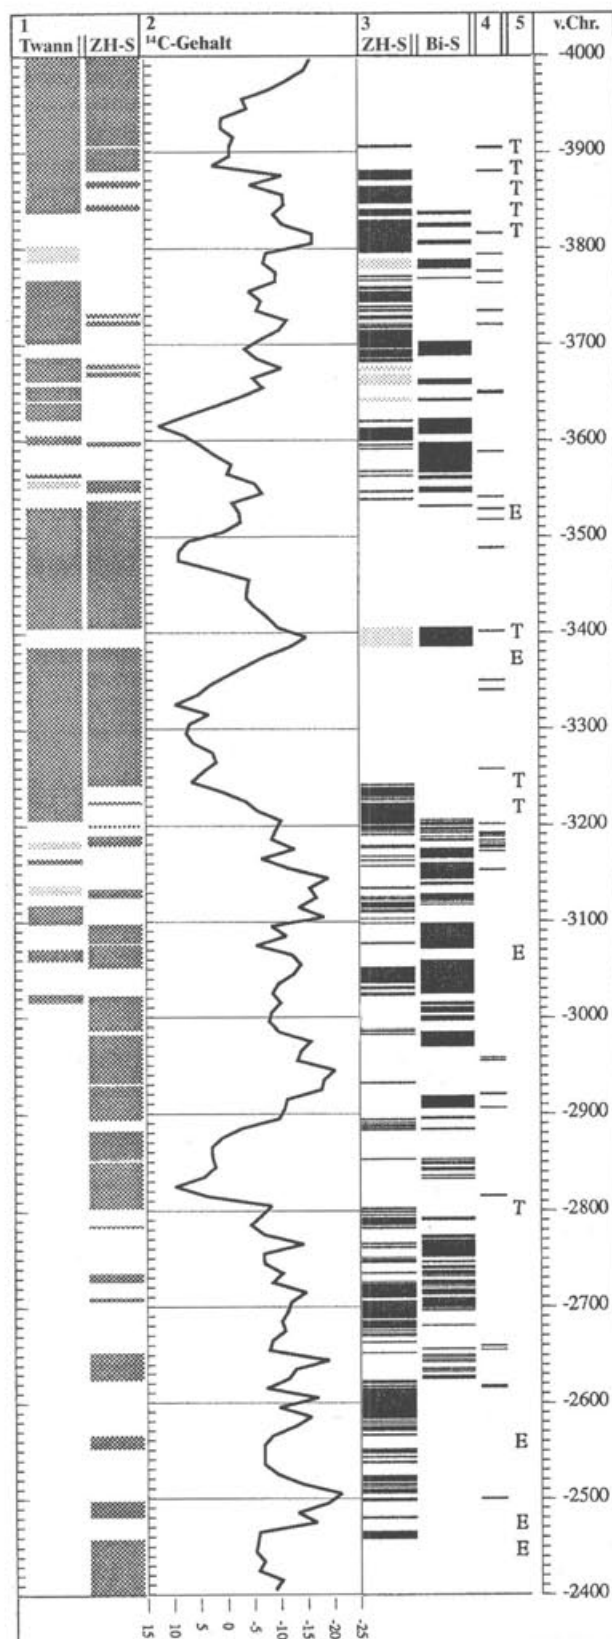 1 2 3 4 5 v.Chr.
Twann ZH-S ¹⁴C-Gehalt ZH-S Bi-S
-4000
-3900
T
T
T
T
T
-3800
-3700
-3600
E
-3500
T
-3400
E
-3300
T
T
-3200
-3100
E
-3000
-2900
T
-2800
-2700
-2600
E
-2500
E
E
-2400
15 10 5 0 -5 -10 -15 -20 -25